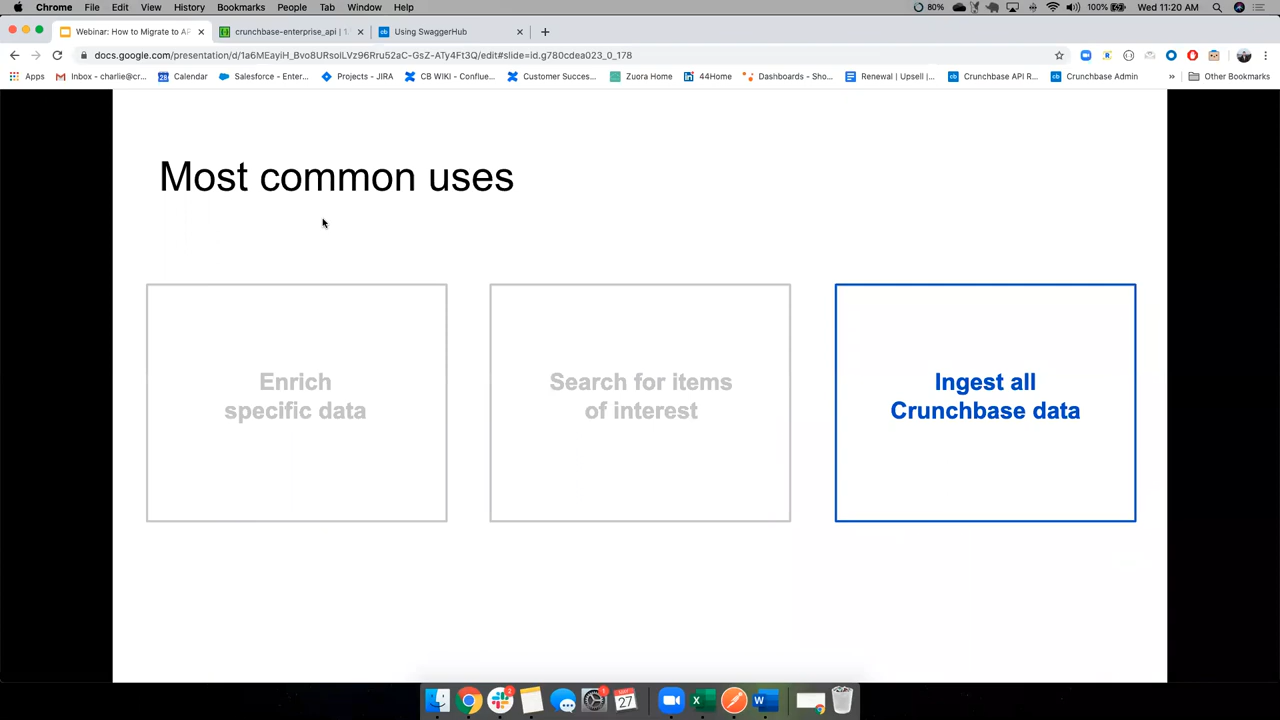 Chrome File Edit View History Bookmarks People Tab Window Help
80% 100% Wed 11:20 AM
Webinar: How to Migrate to AP
crunchbase-enterprise_api | 1.
Using SwaggerHub
docs.google.com/presentation/d/1a6MEayiH_Bvo8URsoiLVz96Rru52aC-GsZ-ATy4Ft3Q/edit#slide=id.g780cdea023_0_178
Apps Inbox - charlie@cr... Calendar Salesforce - Enter... Projects - JIRA CB WIKI - Conflue... Customer Succes... Zuora Home 44Home Dashboards - Sho... Renewal | Upsell |... Crunchbase API R... Crunchbase Admin » Other Bookmarks
Most common uses
Enrich
specific data
Search for items
of interest
Ingest all
Crunchbase data